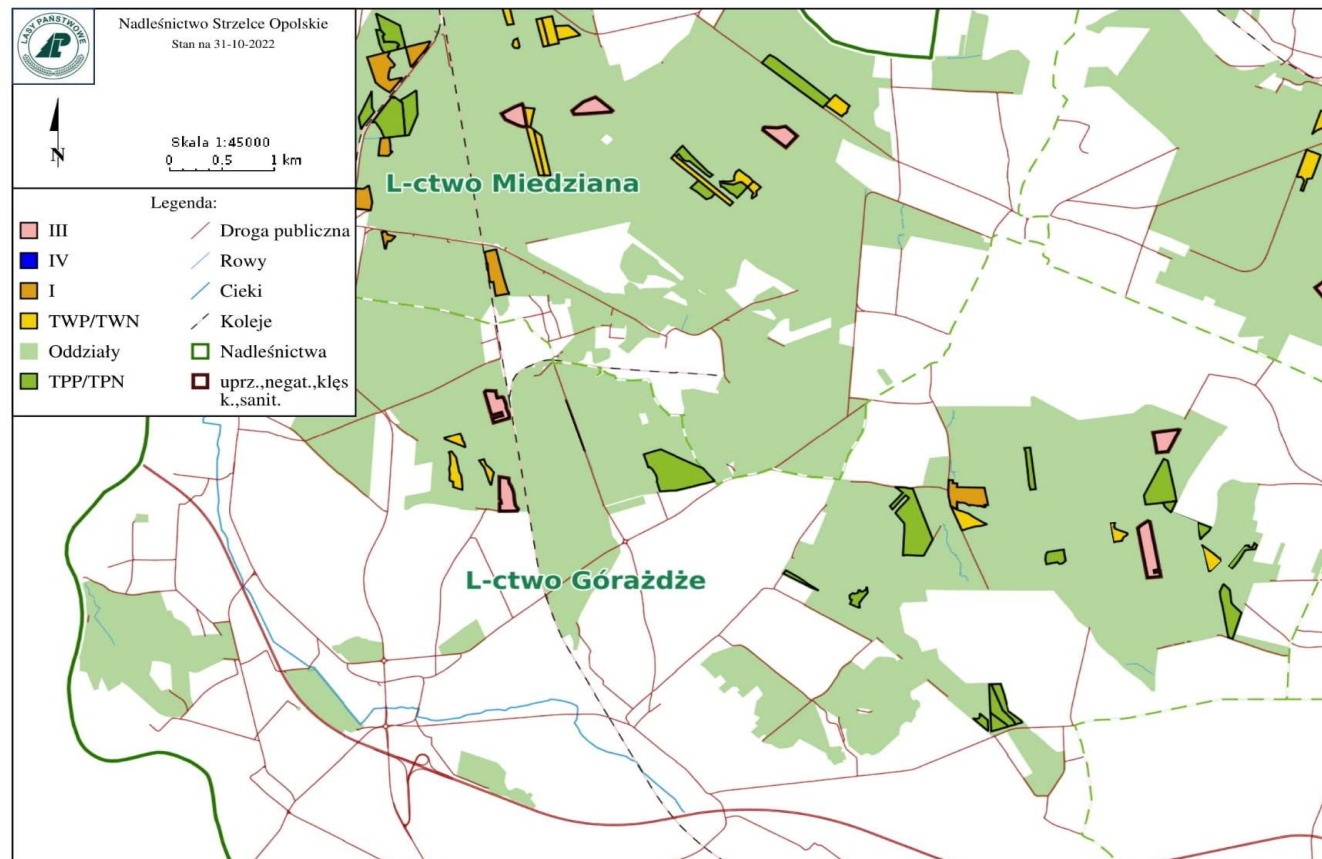 LASY PAŃSTWOWE
Nadleśnictwo Strzelce Opolskie
Stan na 31-10-2022
N
Skala 1:45000
0 0.5 1 km
Legenda:
III
IV
I
TWP/TWN
Oddziały
TPP/TPN
Droga publiczna
Rowy
Cieki
Koleje
Nadleśnictwa
uprz.,negat.,klęs
k.,sanit.
L-ctwo Miedziana
L-ctwo Górażdże